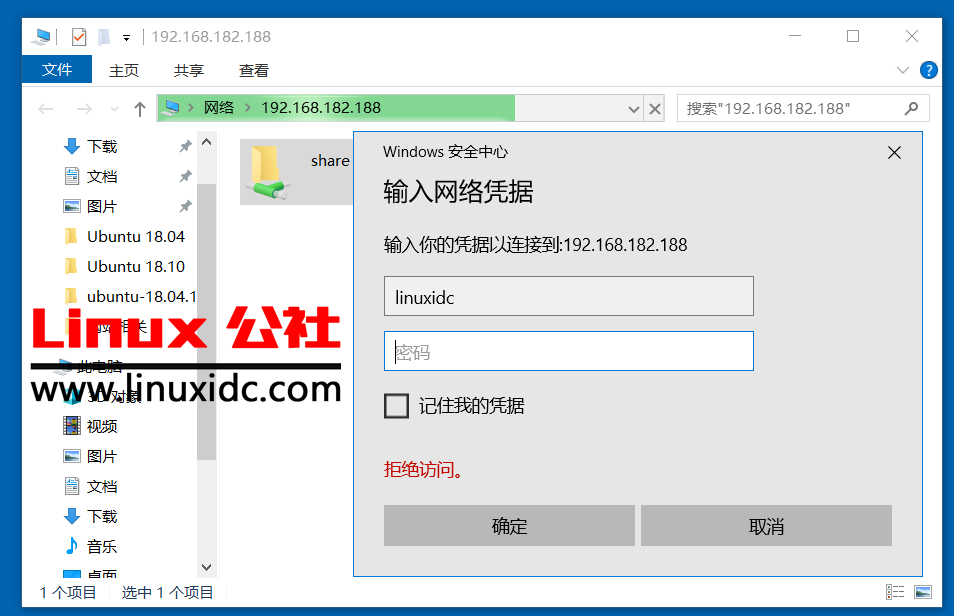 192.168.182.188
文件 主页 共享 查看
网络 192.168.182.188 搜索"192.168.182.188"
下载
文档
图片
Ubuntu 18.04
Ubuntu 18.10
ubuntu-18.04.1
网站相关
此电脑
3D 对象
视频
图片
文档
下载
音乐
桌面
share
Linux 公社
www.linuxidc.com
Windows 安全中心
输入网络凭据
输入你的凭据以连接到:192.168.182.188
linuxidc
密码
记住我的凭据
拒绝访问。
确定 取消
1 个项目 选中 1 个项目